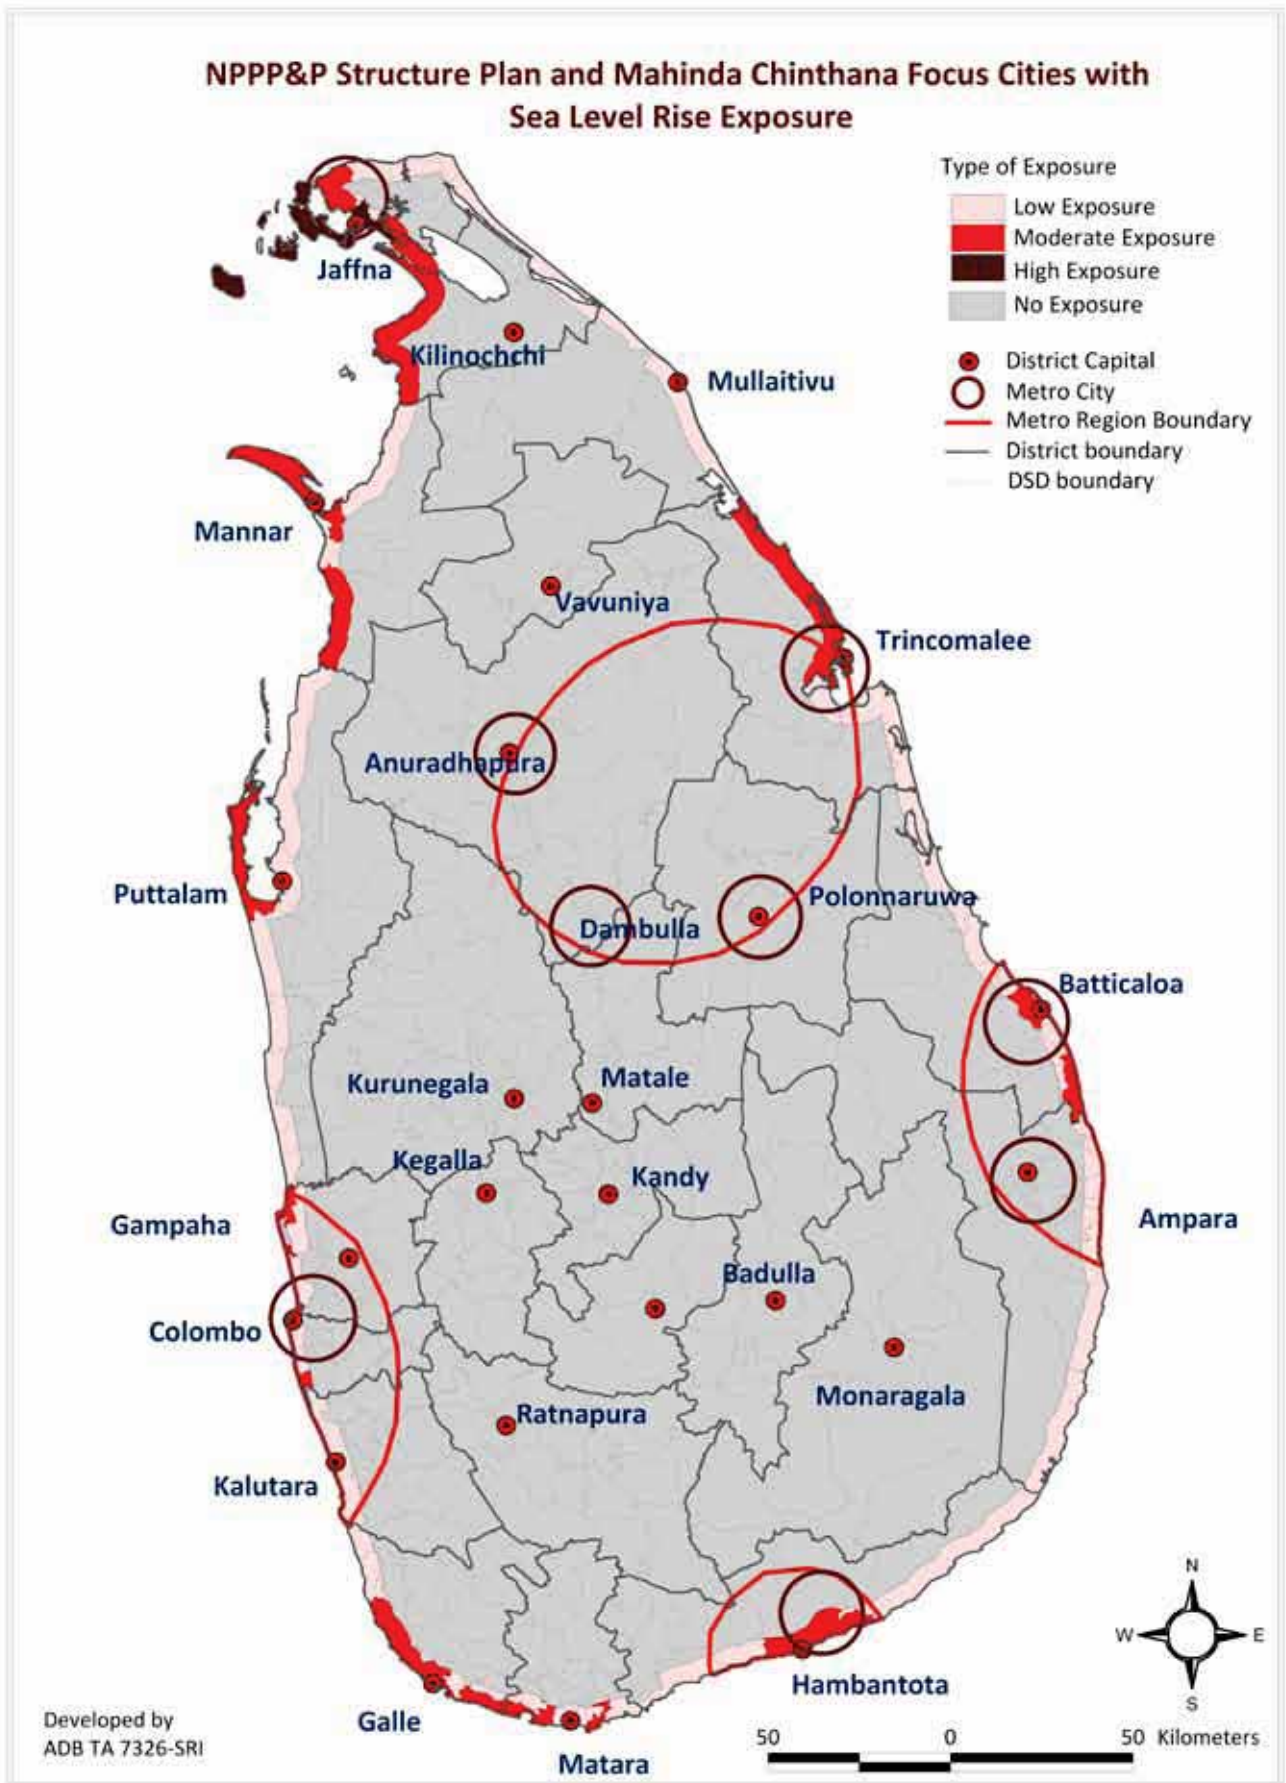 NPPP&P Structure Plan and Mahinda Chinthana Focus Cities with
Sea Level Rise Exposure
Type of Exposure
Low Exposure
Moderate Exposure
High Exposure
No Exposure
District Capital
Metro City
Metro Region Boundary
District boundary
DSD boundary
Jaffna
Kilinochchi
Mullaitivu
Mannar
Vavuniya
Trincomalee
Anuradhapura
Puttalam
Polonnaruwa
Dambulla
Batticaloa
Kurunegala
Matale
Kegalla
Kandy
Gampaha
Ampara
Badulla
Colombo
Monaragala
Ratnapura
Kalutara
Hambantota
Galle
Matara
N
W
E
S
Developed by
ADB TA 7326-SRI
50 0 50 Kilometers